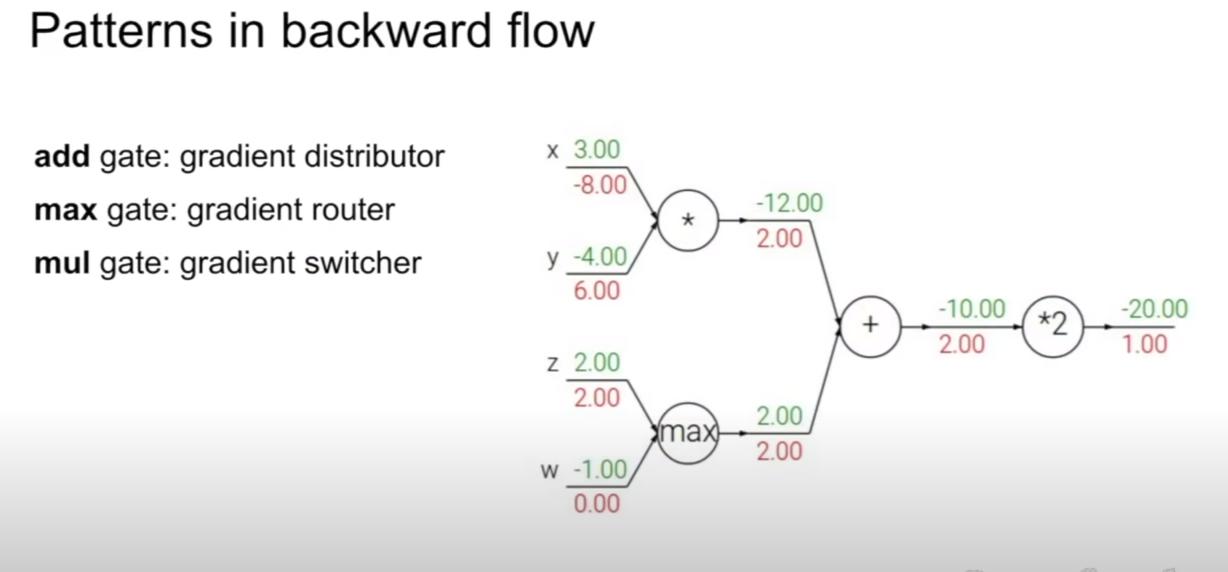 Patterns in backward flow
add gate: gradient distributor
max gate: gradient router
mul gate: gradient switcher
x 3.00
-8.00
*
-12.00
2.00
y -4.00
6.00
+
-10.00
2.00
*2
-20.00
1.00
z 2.00
2.00
max
2.00
2.00
w -1.00
0.00